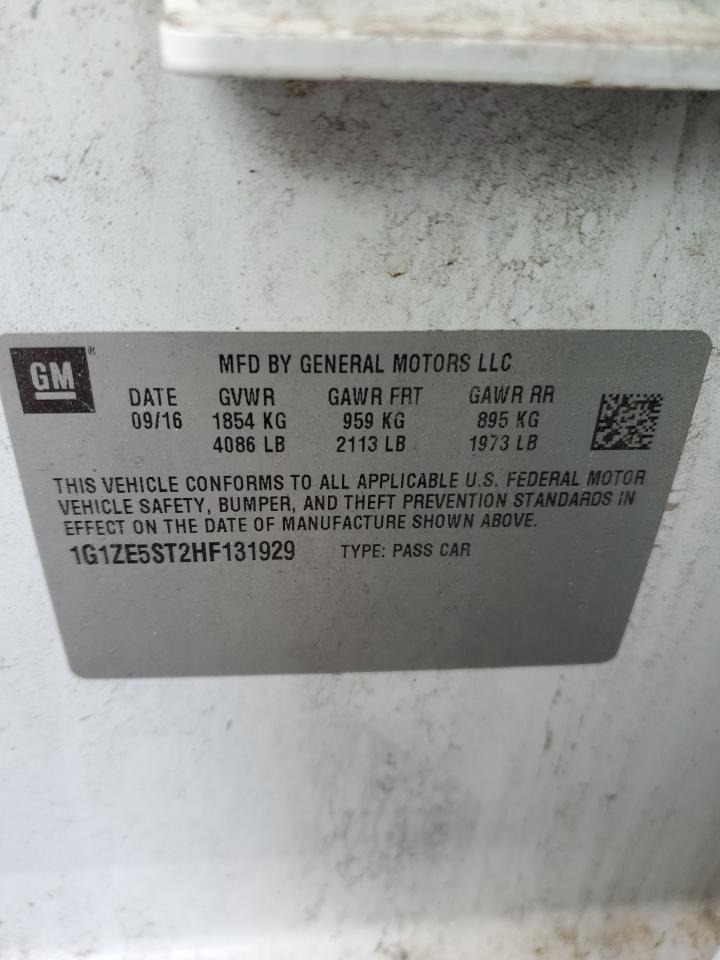 GM®
MFD BY GENERAL MOTORS LLC
DATE GVWR GAWR FRT GAWR RR
09/16 1854 KG 959 KG 895 KG
4086 LB 2113 LB 1973 LB
THIS VEHICLE CONFORMS TO ALL APPLICABLE U.S. FEDERAL MOTOR
VEHICLE SAFETY, BUMPER, AND THEFT PREVENTION STANDARDS IN
EFFECT ON THE DATE OF MANUFACTURE SHOWN ABOVE.
1G1ZE5ST2HF131929 TYPE: PASS CAR